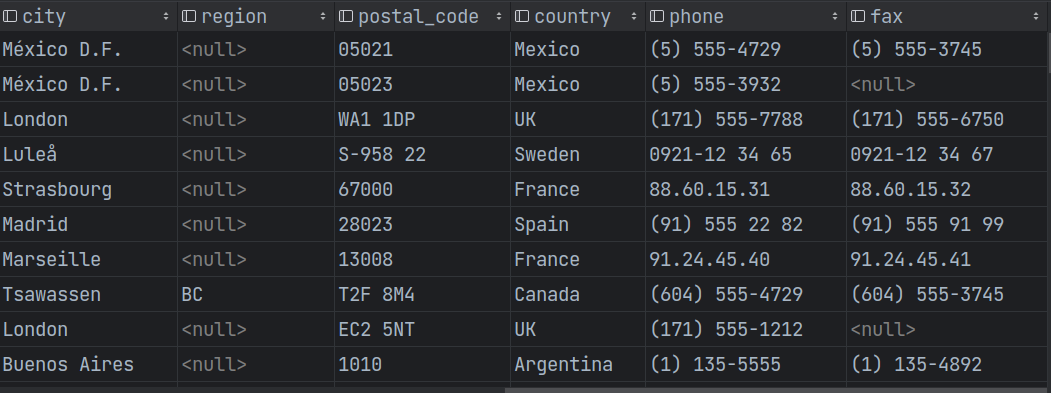 city region postal_code country phone fax
México D.F. <null> 05021 Mexico (5) 555-4729 (5) 555-3745
México D.F. <null> 05023 Mexico (5) 555-3932 <null>
London <null> WA1 1DP UK (171) 555-7788 (171) 555-6750
Luleå <null> S-958 22 Sweden 0921-12 34 65 0921-12 34 67
Strasbourg <null> 67000 France 88.60.15.31 88.60.15.32
Madrid <null> 28023 Spain (91) 555 22 82 (91) 555 91 99
Marseille <null> 13008 France 91.24.45.40 91.24.45.41
Tsawassen BC T2F 8M4 Canada (604) 555-4729 (604) 555-3745
London <null> EC2 5NT UK (171) 555-1212 <null>
Buenos Aires <null> 1010 Argentina (1) 135-5555 (1) 135-4892